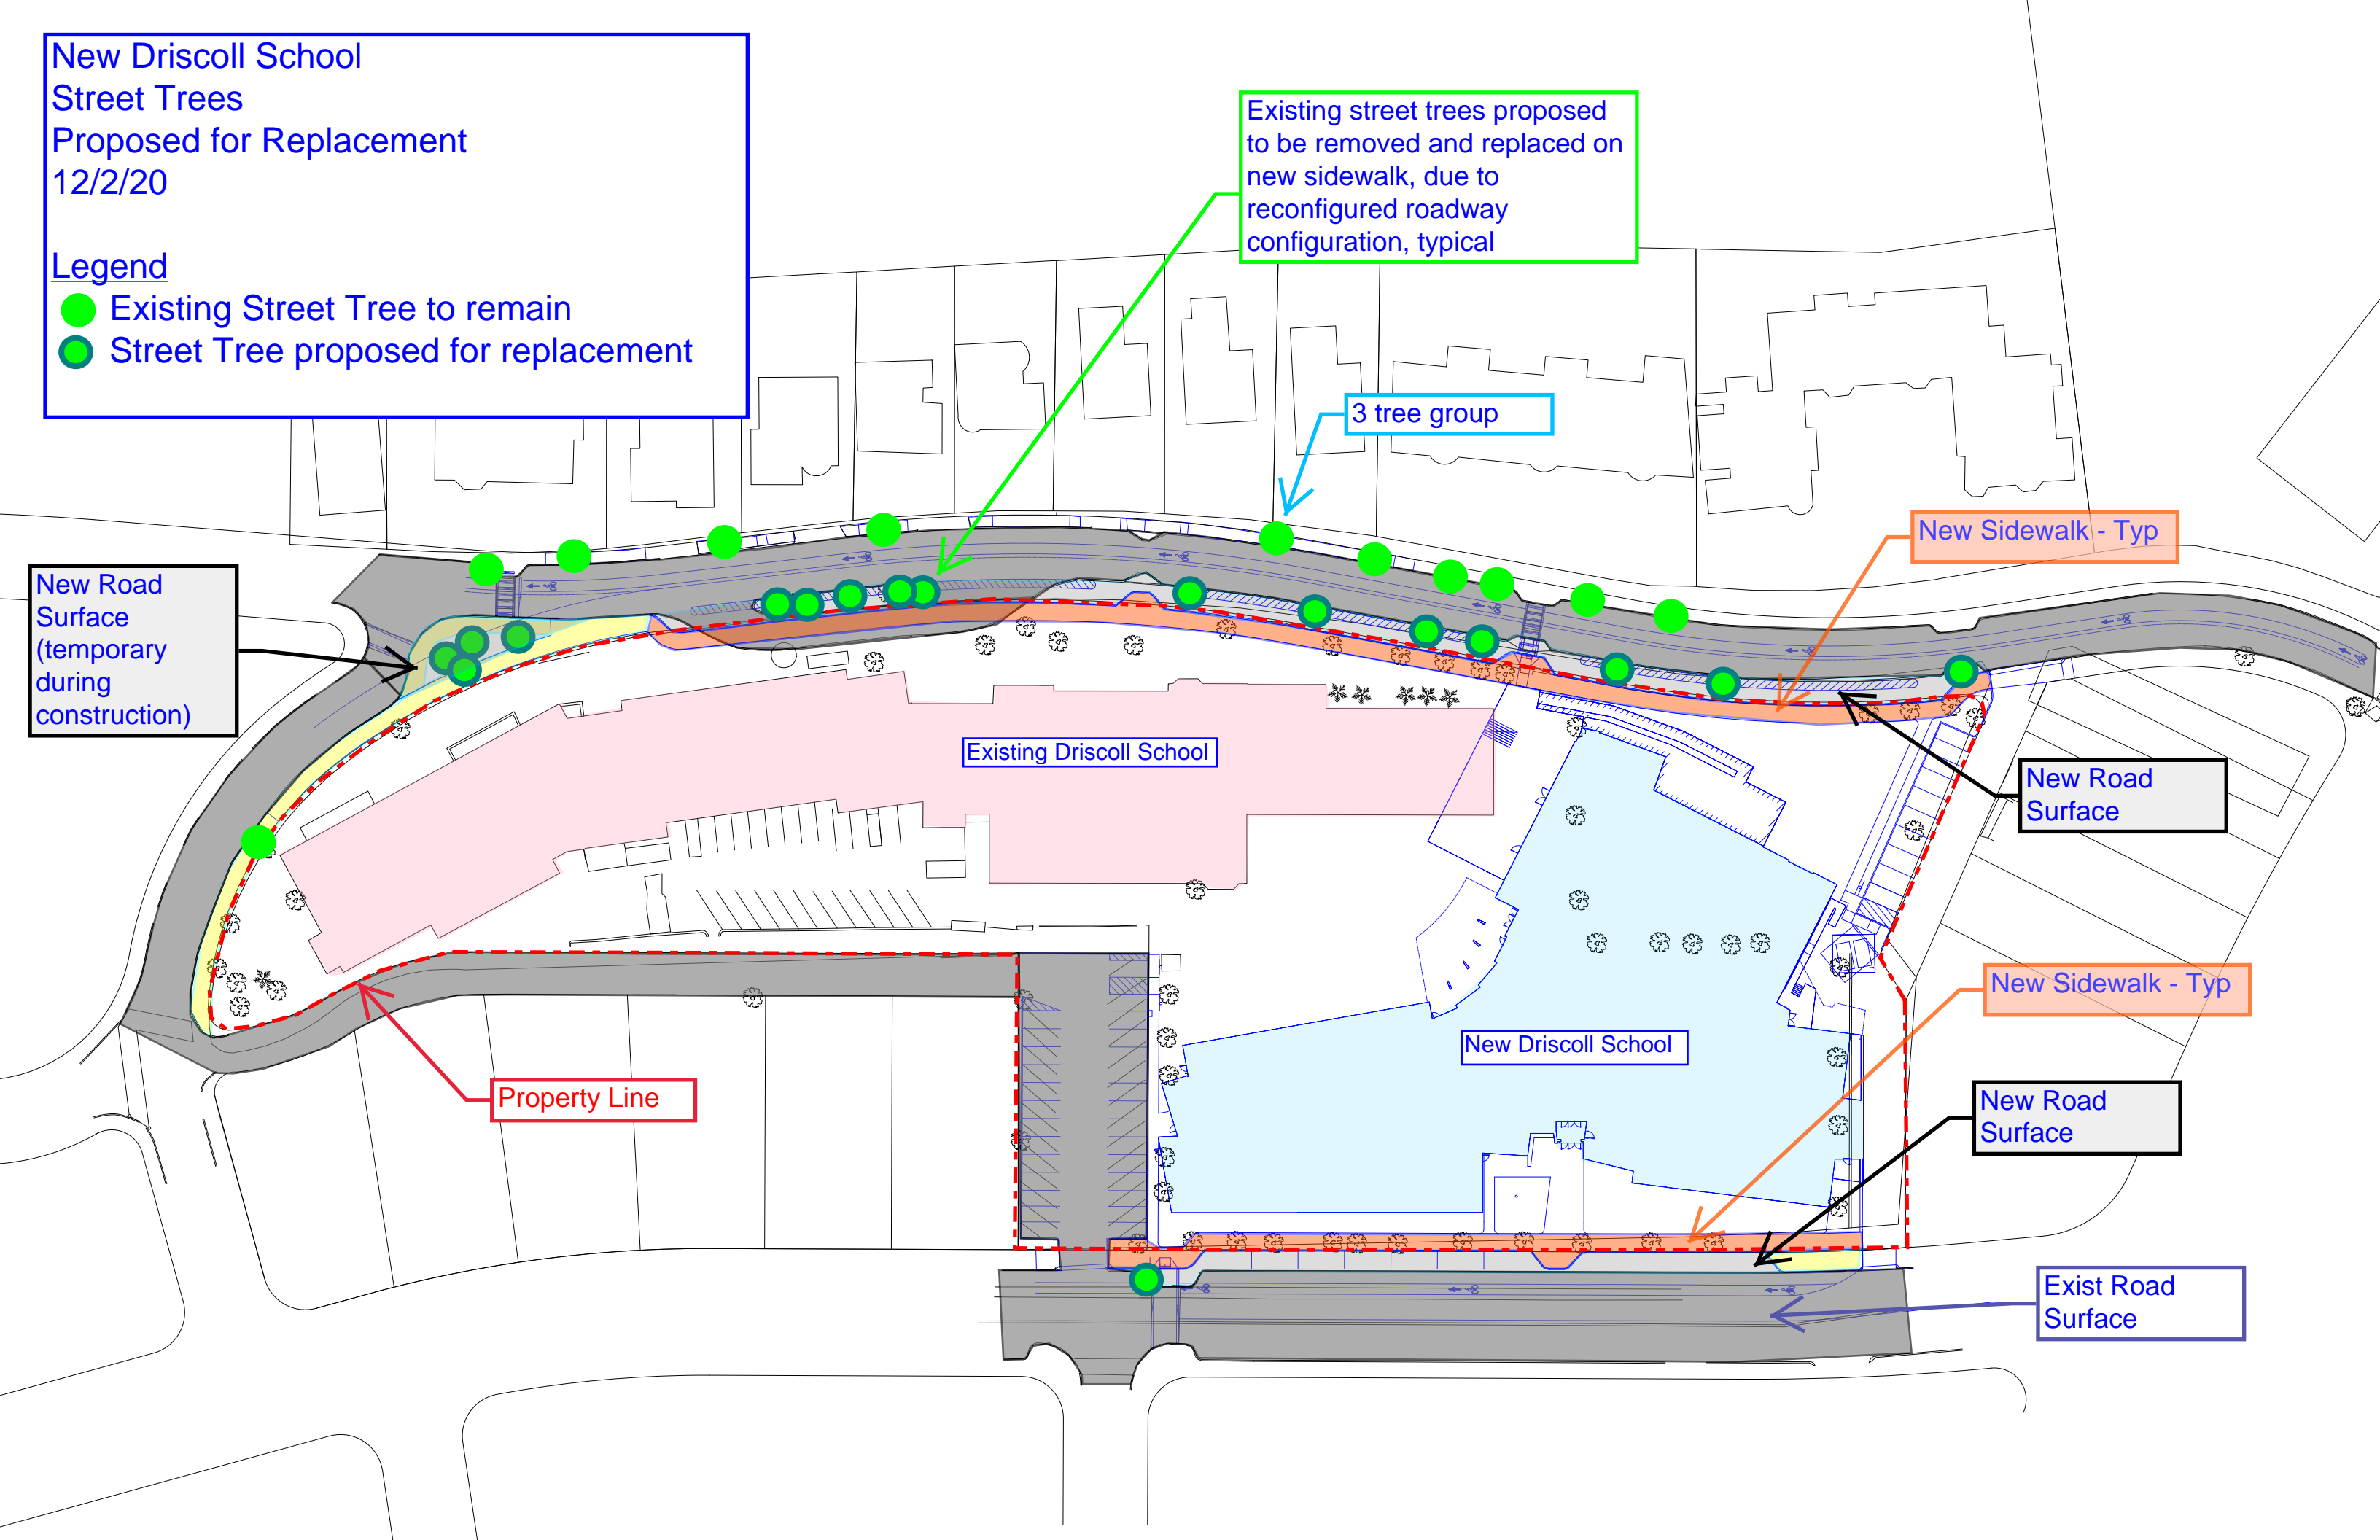 New Driscoll School
Street Trees
Proposed for Replacement
12/2/20
Legend
Existing Street Tree to remain
Street Tree proposed for replacement
Existing street trees proposed
to be removed and replaced on
new sidewalk, due to
reconfigured roadway
configuration, typical
3 tree group
New Sidewalk - Typ
New Road
Surface
(temporary
during
construction)
Existing Driscoll School
New Road
Surface
New Sidewalk - Typ
New Driscoll School
Property Line
New Road
Surface
Exist Road
Surface